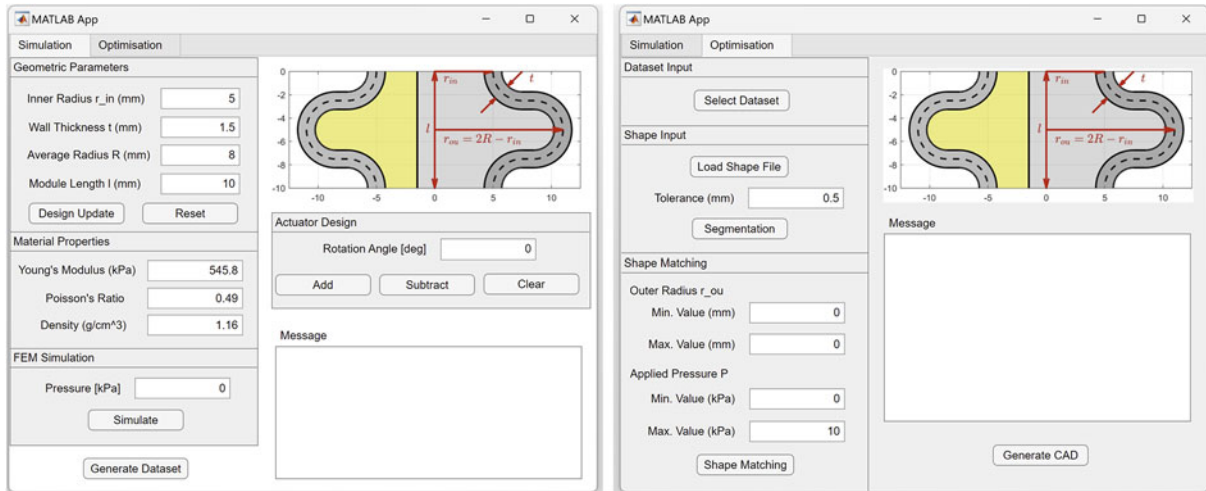 MATLAB App
Simulation Optimisation
Geometric Parameters
Inner Radius r_in (mm) 5
Wall Thickness t (mm) 1.5
Average Radius R (mm) 8
Module Length l (mm) 10
Design Update Reset
Material Properties
Young's Modulus (kPa) 545.8
Poisson's Ratio 0.49
Density (g/cm^3) 1.16
FEM Simulation
Pressure [kPa] 0
Simulate
Generate Dataset
0
-2
-4
-6
-8
-10
-10 -5 0 5 10
r_in
t
l
r_ou = 2R − r_in
Actuator Design
Rotation Angle [deg] 0
Add Subtract Clear
Message
MATLAB App
Simulation Optimisation
Dataset Input
Select Dataset
Shape Input
Load Shape File
Tolerance (mm) 0.5
Segmentation
Shape Matching
Outer Radius r_ou
Min. Value (mm) 0
Max. Value (mm) 0
Applied Pressure P
Min. Value (kPa) 0
Max. Value (kPa) 10
Shape Matching
0
-2
-4
-6
-8
-10
-10 -5 0 5 10
r_in
t
l
r_ou = 2R − r_in
Message
Generate CAD